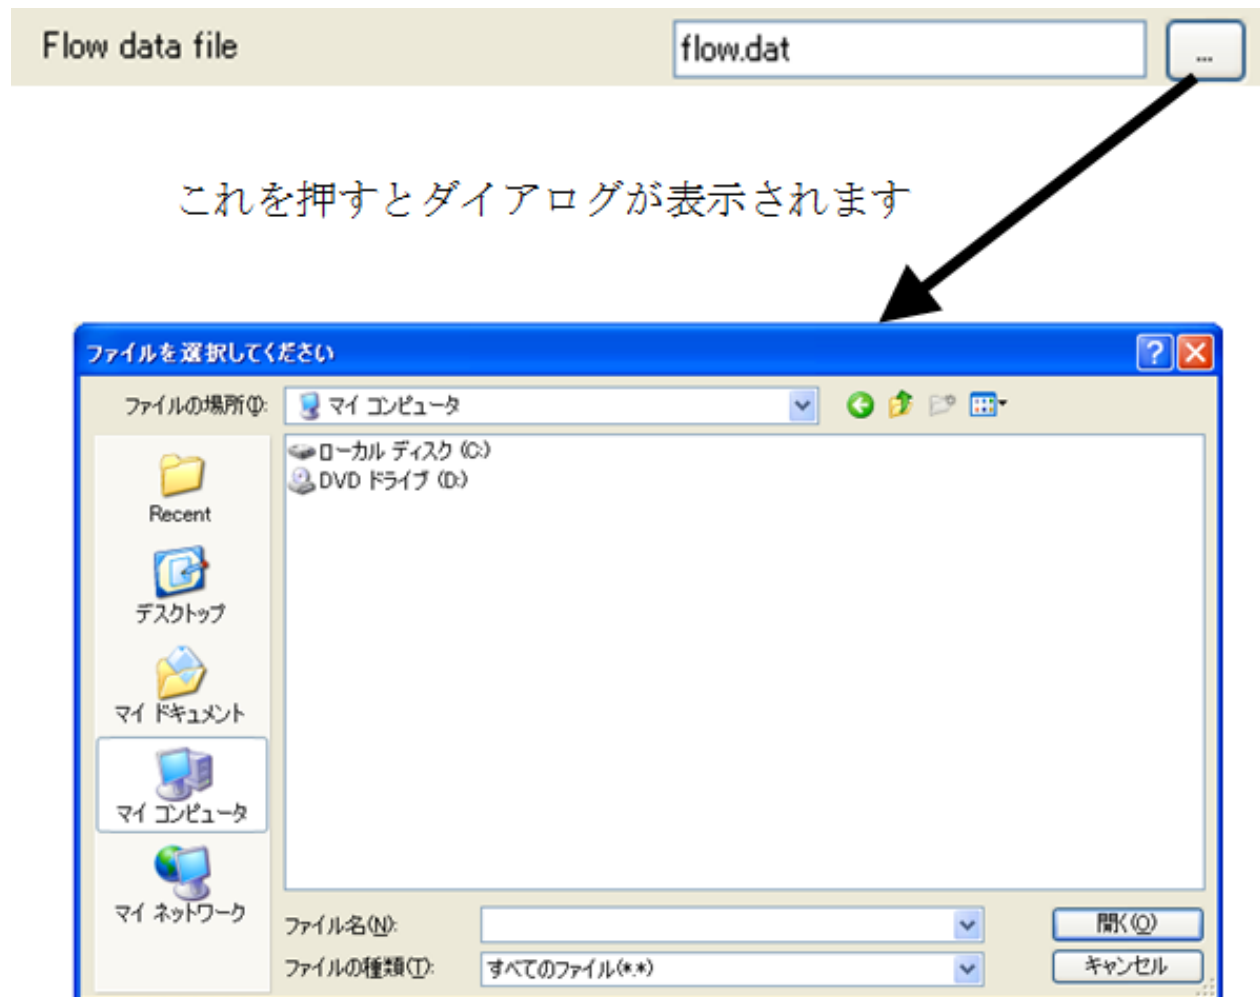 Flow data file flow.dat ...
これを押すとダイアログが表示されます
ファイルを選択してください
ファイルの場所(I): マイ コンピュータ
ローカル ディスク (C:)
DVD ドライブ (D:)
Recent
デスクトップ
マイ ドキュメント
マイ コンピュータ
マイ ネットワーク
ファイル名(N): 開く(O)
ファイルの種類(T): すべてのファイル(*.*) キャンセル